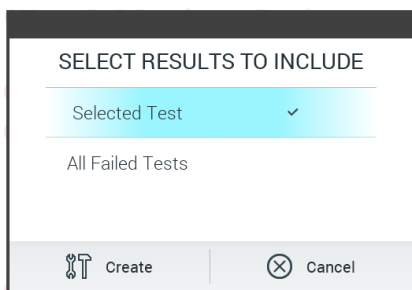 SELECT RESULTS TO INCLUDE
Selected Test
All Failed Tests
Create
Cancel